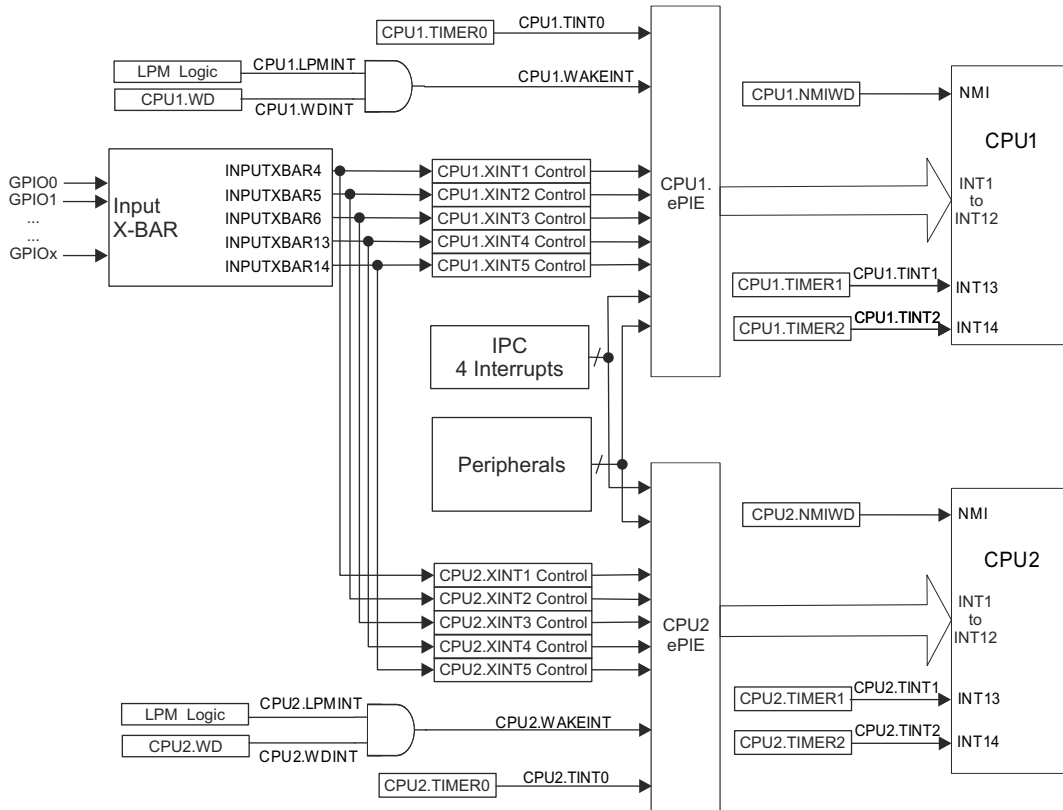 CPU1.TIMER0
CPU1.TINT0
LPM Logic
CPU1.LPMINT
CPU1.WD
CPU1.WDINT
CPU1.WAKEINT
GPIO0
GPIO1
...
...
GPIOx
Input
X-BAR
INPUTXBAR4
INPUTXBAR5
INPUTXBAR6
INPUTXBAR13
INPUTXBAR14
CPU1.XINT1 Control
CPU1.XINT2 Control
CPU1.XINT3 Control
CPU1.XINT4 Control
CPU1.XINT5 Control
IPC
4 Interrupts
Peripherals
CPU1.
ePIE
CPU1.NMIWD
NMI
CPU1
INT1
to
INT12
CPU1.TIMER1
CPU1.TINT1
INT13
CPU1.TIMER2
CPU1.TINT2
INT14
CPU2.XINT1 Control
CPU2.XINT2 Control
CPU2.XINT3 Control
CPU2.XINT4 Control
CPU2.XINT5 Control
LPM Logic
CPU2.LPMINT
CPU2.WD
CPU2.WDINT
CPU2.WAKEINT
CPU2.TIMER0
CPU2.TINT0
CPU2
ePIE
CPU2.NMIWD
NMI
CPU2
INT1
to
INT12
CPU2.TIMER1
CPU2.TINT1
INT13
CPU2.TIMER2
CPU2.TINT2
INT14